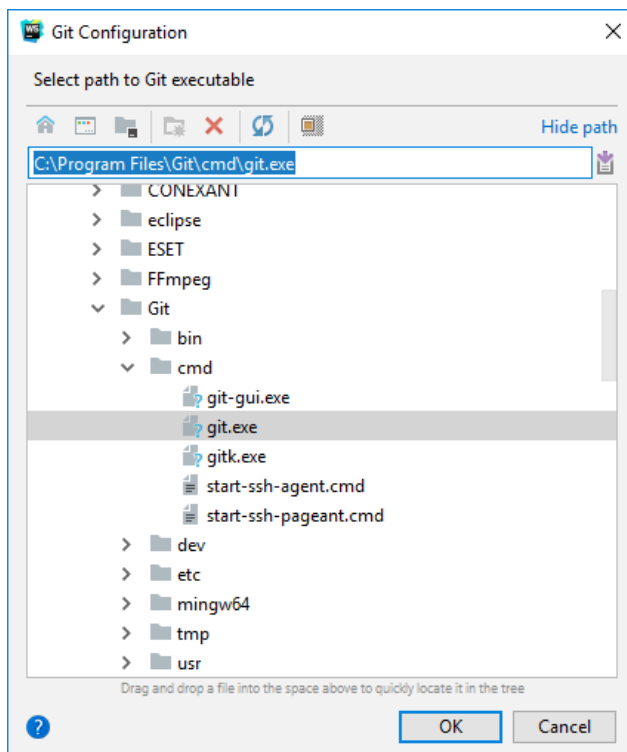 WS
Git Configuration
Select path to Git executable
Hide path
C:\Program Files\Git\cmd\git.exe
CONEXANT
eclipse
ESET
FFmpeg
Git
bin
cmd
git-gui.exe
git.exe
gitk.exe
start-ssh-agent.cmd
start-ssh-pageant.cmd
dev
etc
mingw64
tmp
usr
Drag and drop a file into the space above to quickly locate it in the tree
? OK Cancel